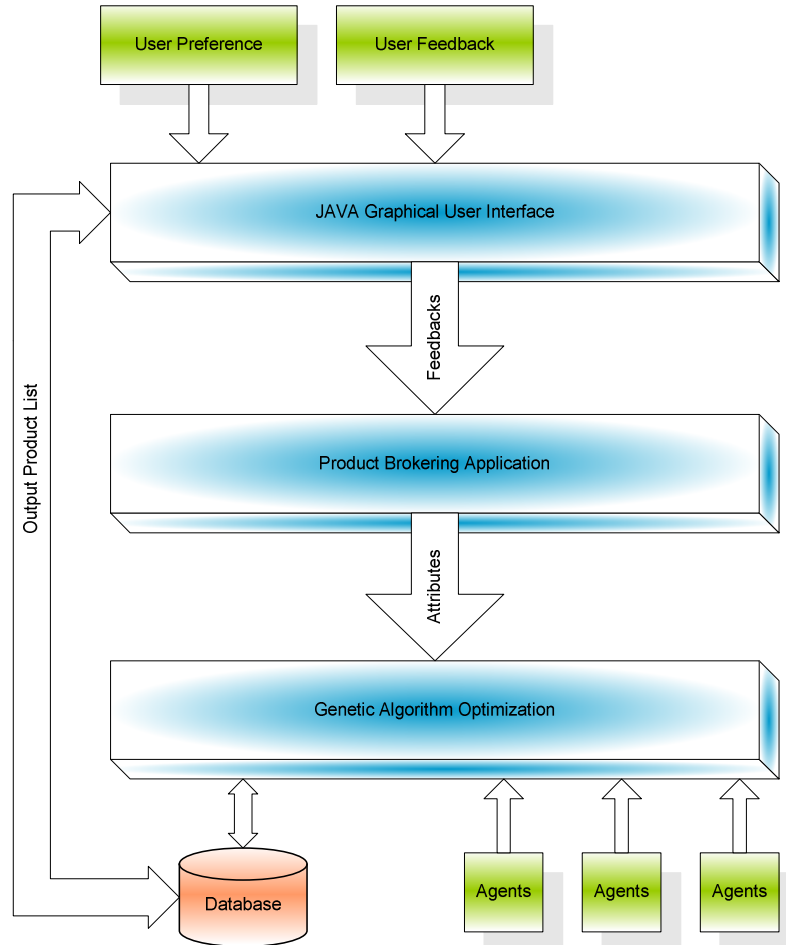 User Preference
User Feedback
JAVA Graphical User Interface
Feedbacks
Output Product List
Product Brokering Application
Attributes
Genetic Algorithm Optimization
Database
Agents
Agents
Agents